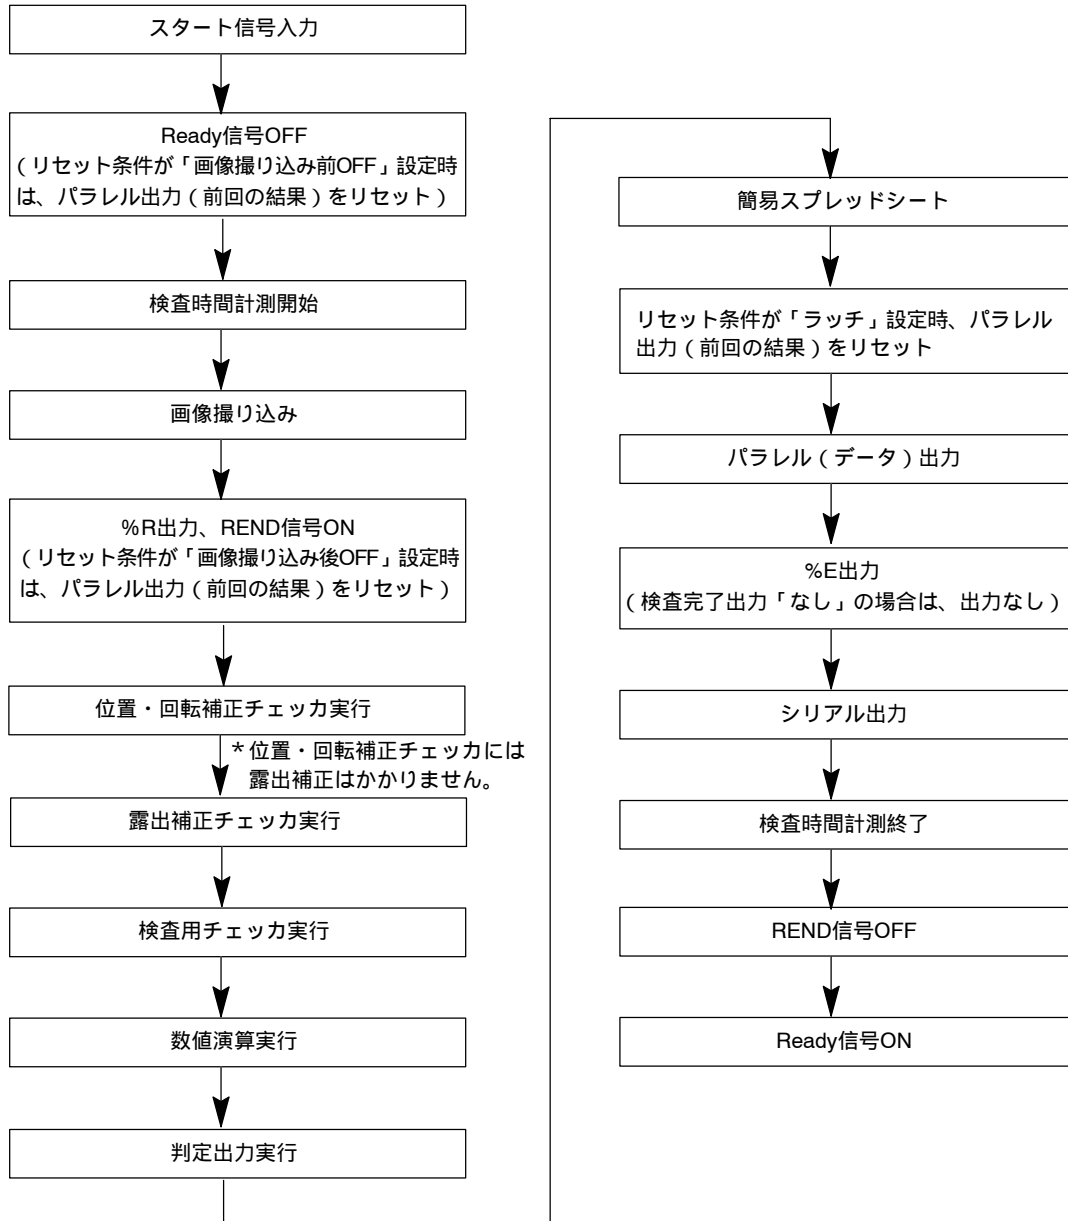 スタート信号入力
Ready信号OFF
(リセット条件が「画像撮り込み前OFF」設定時
は、パラレル出力(前回の結果)をリセット)
検査時間計測開始
画像撮り込み
%R出力、REND信号ON
(リセット条件が「画像撮り込み後OFF」設定時
は、パラレル出力(前回の結果)をリセット)
位置・回転補正チェッカ実行
*位置・回転補正チェッカには
露出補正はかかりません。
露出補正チェッカ実行
検査用チェッカ実行
数値演算実行
判定出力実行
簡易スプレッドシート
リセット条件が「ラッチ」設定時、パラレル
出力(前回の結果)をリセット
パラレル(データ)出力
%E出力
(検査完了出力「なし」の場合は、出力なし)
シリアル出力
検査時間計測終了
REND信号OFF
Ready信号ON